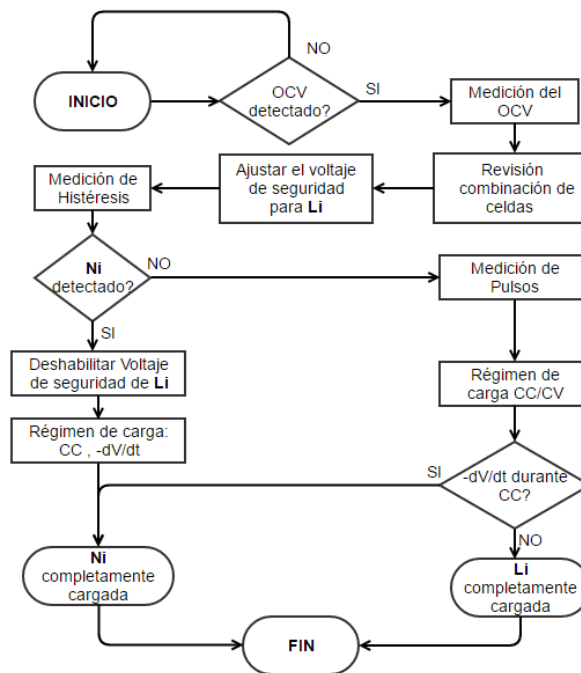 NO
INICIO
OCV
detectado?
SI
Medición del
OCV
Medición de
Histéresis
Ajustar el voltaje
de seguridad
para Li
Revisión
combinación de
celdas
Ni
detectado?
NO
Medición de
Pulsos
SI
Deshabilitar Voltaje
de seguridad de Li
Régimen de
carga CC/CV
Régimen de carga:
CC , -dV/dt
SI
-dV/dt durante
CC?
NO
Ni
completamente
cargada
Li
completamente
cargada
FIN